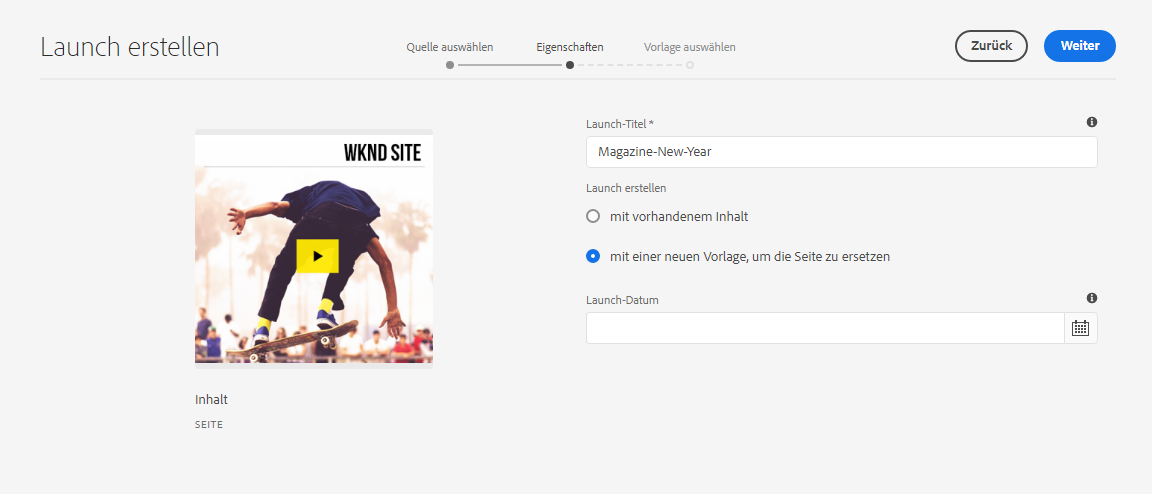 Launch erstellen
Quelle auswählen
Eigenschaften
Vorlage auswählen
Zurück
Weiter
WKND SITE
Inhalt
SEITE
Launch-Titel *
Magazine-New-Year
Launch erstellen
mit vorhandenem Inhalt
mit einer neuen Vorlage, um die Seite zu ersetzen
Launch-Datum